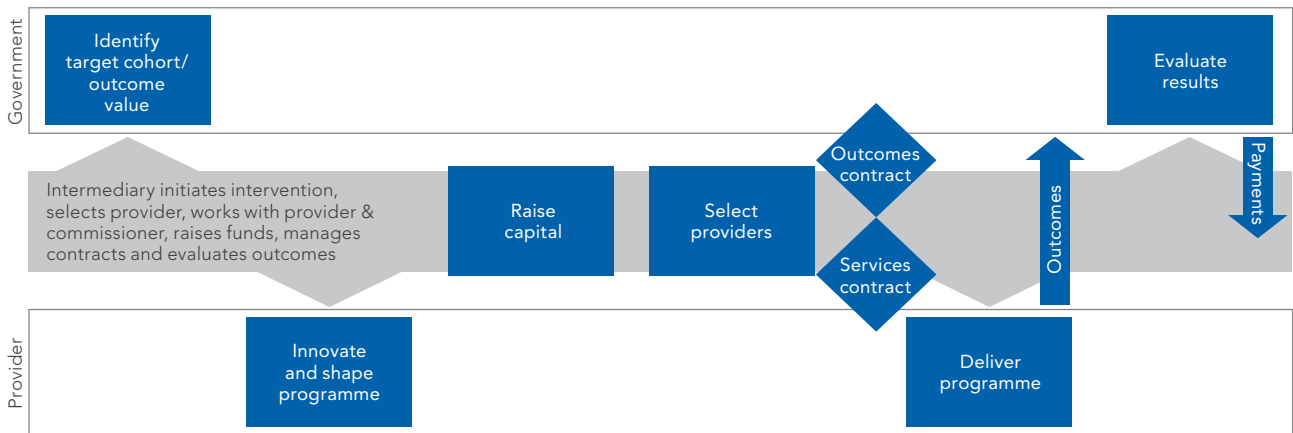 Government
Identify
target cohort/
outcome
value
Evaluate
results
Intermediary initiates intervention,
selects provider, works with provider &
commissioner, raises funds, manages
contracts and evaluates outcomes
Raise
capital
Select
providers
Outcomes
contract
Services
contract
Outcomes
Payments
Provider
Innovate
and shape
programme
Deliver
programme